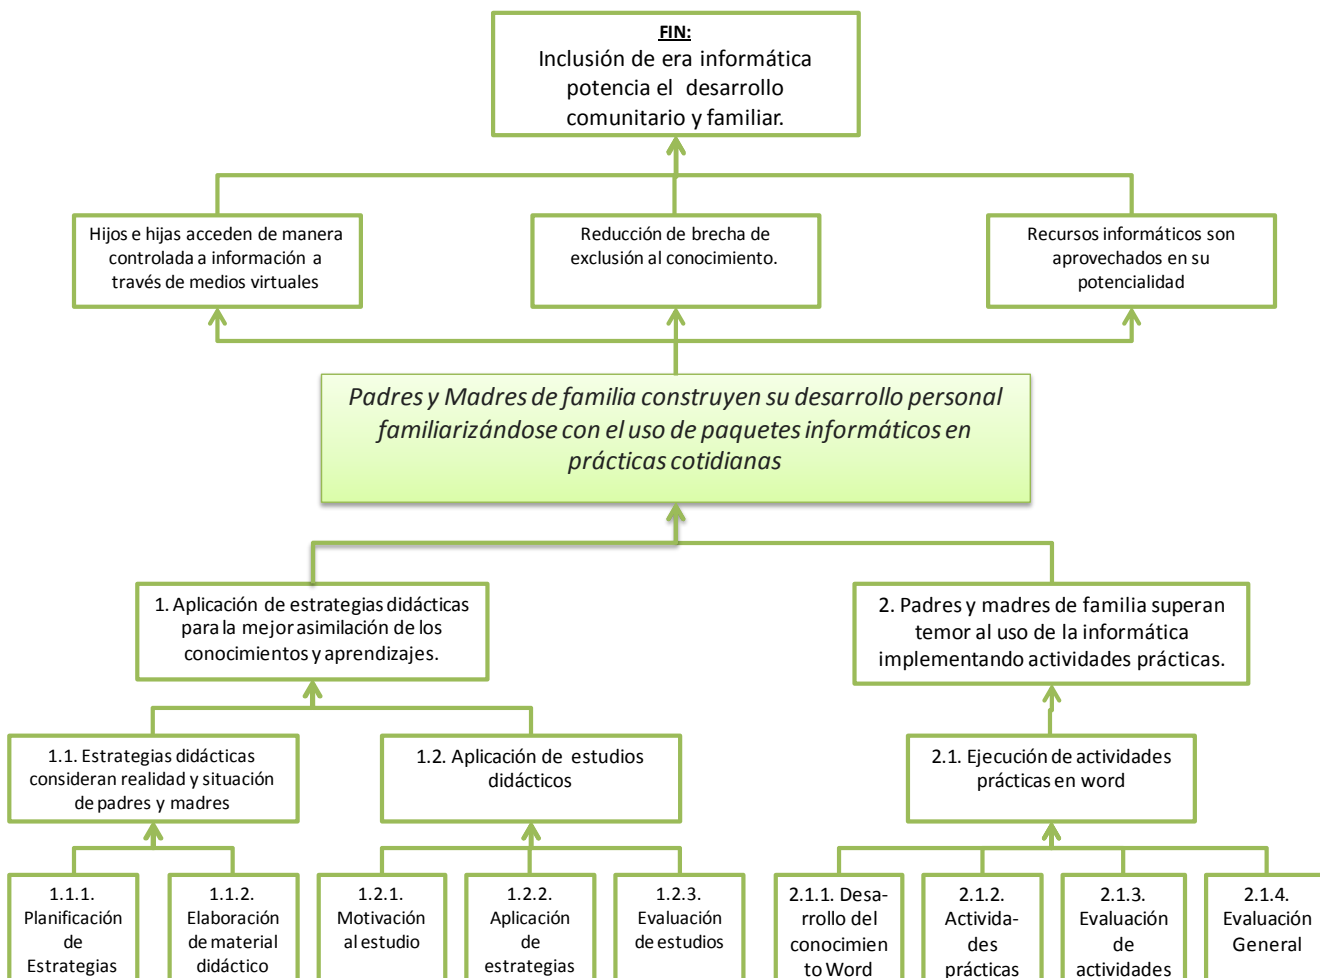 FIN:
Inclusión de era informática
potencia el desarrollo
comunitario y familiar.
Hijos e hijas acceden de manera
controlada a información a
través de medios virtuales
Reducción de brecha de
exclusión al conocimiento.
Recursos informáticos son
aprovechados en su
potencialidad
Padres y Madres de familia construyen su desarrollo personal
familiarizándose con el uso de paquetes informáticos en
prácticas cotidianas
1. Aplicación de estrategias didácticas
para la mejor asimilación de los
conocimientos y aprendizajes.
2. Padres y madres de familia superan
temor al uso de la informática
implementando actividades prácticas.
1.1. Estrategias didácticas
consideran realidad y situación
de padres y madres
1.2. Aplicación de estudios
didácticos
2.1. Ejecución de actividades
prácticas en word
1.1.1.
Planificación
de
Estrategias
1.1.2.
Elaboración
de material
didáctico
1.2.1.
Motivación
al estudio
1.2.2.
Aplicación
de
estrategias
1.2.3.
Evaluación
de estudios
2.1.1. Desa-
rrollo del
conocimien
to Word
2.1.2.
Activida-
des
prácticas
2.1.3.
Evaluación
de
actividades
2.1.4.
Evaluación
General